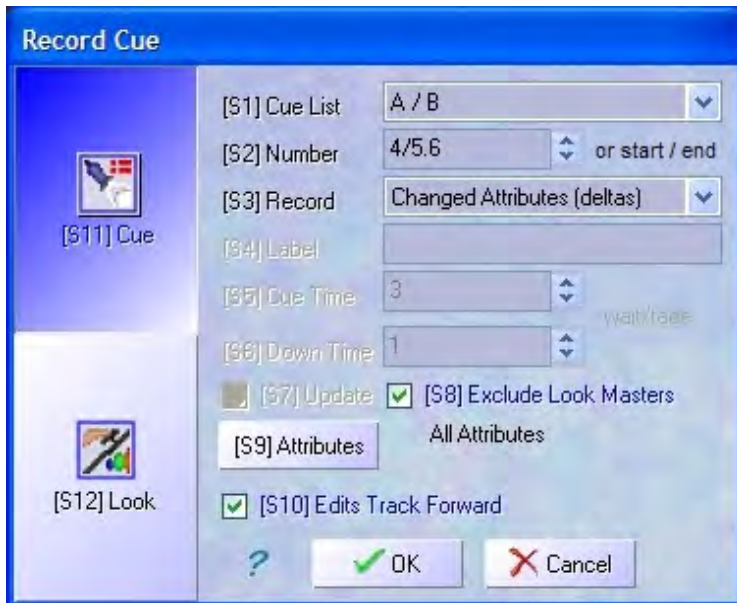 Record Cue
[S1] Cue List A / B
[S2] Number 4/5.6 or start / end
[S3] Record Changed Attributes (deltas)
[S11] Cue
[S4] Label
[S5] Cue Time 3
wait/fade
[S6] Down Time 1
[S7] Update [S8] Exclude Look Masters
[S9] Attributes All Attributes
[S12] Look
[S10] Edits Track Forward
? OK Cancel